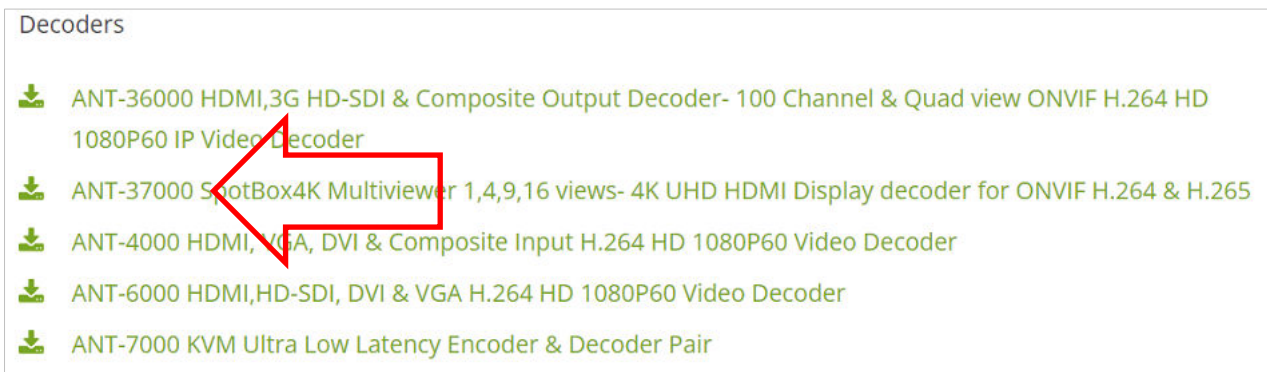 Decoders
ANT-36000 HDMI,3G HD-SDI & Composite Output Decoder- 100 Channel & Quad view ONVIF H.264 HD
1080P60 IP Video Decoder
ANT-37000 SpotBox4K Multiviewer 1,4,9,16 views- 4K UHD HDMI Display decoder for ONVIF H.264 & H.265
ANT-4000 HDMI, VGA, DVI & Composite Input H.264 HD 1080P60 Video Decoder
ANT-6000 HDMI,HD-SDI, DVI & VGA H.264 HD 1080P60 Video Decoder
ANT-7000 KVM Ultra Low Latency Encoder & Decoder Pair